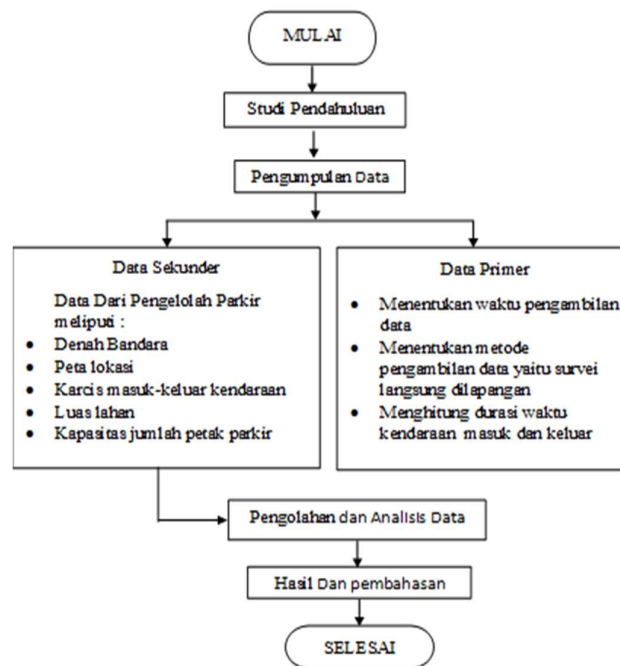 MULAI
Studi Pendahuluan
Pengumpulan Data
Data Sekunder
Data Dari Pengelolah Parkir
meliputi :
• Denah Bandara
• Peta lokasi
• Karcis masuk-keluar kendaraan
• Luas lahan
• Kapasitas jumlah petak parkir
Data Primer
• Menentukan waktu pengambilan
data
• Menentukan metode
pengambilan data yaitu survei
langsung dilapangan
• Menghitung durasi waktu
kendaraan masuk dan keluar
Pengolahan dan Analisis Data
Hasil Dan pembahasan
SELESAI